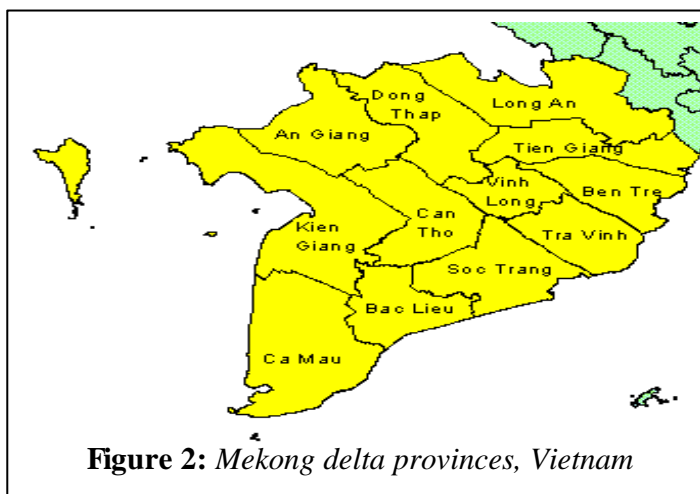 Dong
Thap
Long An
An Giang
Tien Giang
Vinh
Long
Ben Tre
Can
Tho
Kien
Giang
Tra Vinh
Soc Trang
Bac Lieu
Ca Mau
Figure 2: Mekong delta provinces, Vietnam